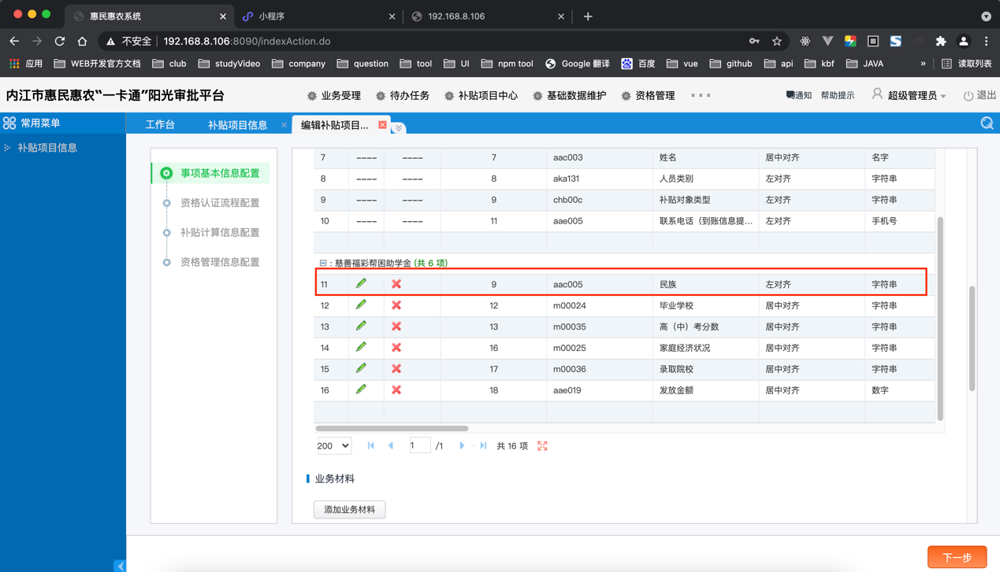 惠民惠农系统
小程序
192.168.8.106
不安全 192.168.8.106:8090/indexAction.do
应用 WEB开发官方文档 club studyVideo company question tool UI npm tool Google 翻译 百度 vue github api kbf JAVA » 读取列表
内江市惠民惠农“一卡通”阳光审批平台 业务受理 待办任务 补贴项目中心 基础数据维护 资格管理 通知 帮助提示 超级管理员 退出
常用菜单 工作台 补贴项目信息 编辑补贴项目...
补贴项目信息
事项基本信息配置
资格认证流程配置
补贴计算信息配置
资格管理信息配置
7 ---- ---- 7 aac003 姓名 居中对齐 名字
8 ---- ---- 8 aka131 人员类别 左对齐 字符串
9 ---- ---- 9 chb00c 补贴对象类型 左对齐 字符串
10 ---- ---- 11 aae005 联系电话（到账信息提... 左对齐 手机号
: 慈善福彩帮困助学金 (共 6 项)
11 9 aac005 民族 左对齐 字符串
12 12 m00024 毕业学校 居中对齐 字符串
13 13 m00035 高（中）考分数 居中对齐 字符串
14 16 m00025 家庭经济状况 居中对齐 字符串
15 17 m00036 录取院校 居中对齐 字符串
16 18 aae019 发放金额 居中对齐 数字
200 1 /1 共 16 项
业务材料
添加业务材料
下一步